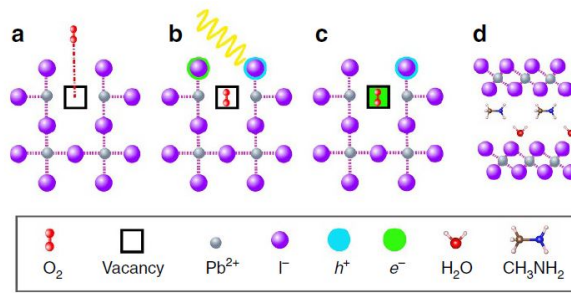 a b c d
O₂ Vacancy Pb²⁺ I⁻ h⁺ e⁻ H₂O CH₃NH₂